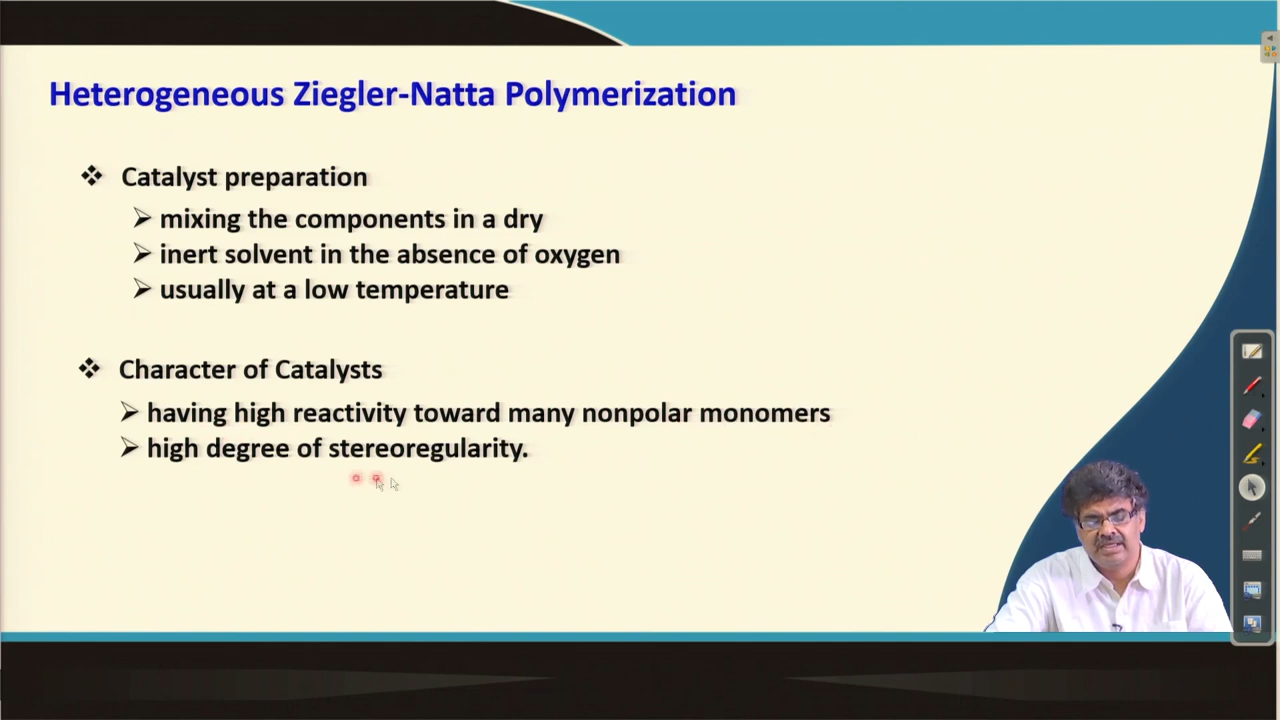 Heterogeneous Ziegler-Natta Polymerization
❖ Catalyst preparation
➢ mixing the components in a dry
➢ inert solvent in the absence of oxygen
➢ usually at a low temperature
❖ Character of Catalysts
➢ having high reactivity toward many nonpolar monomers
➢ high degree of stereoregularity.